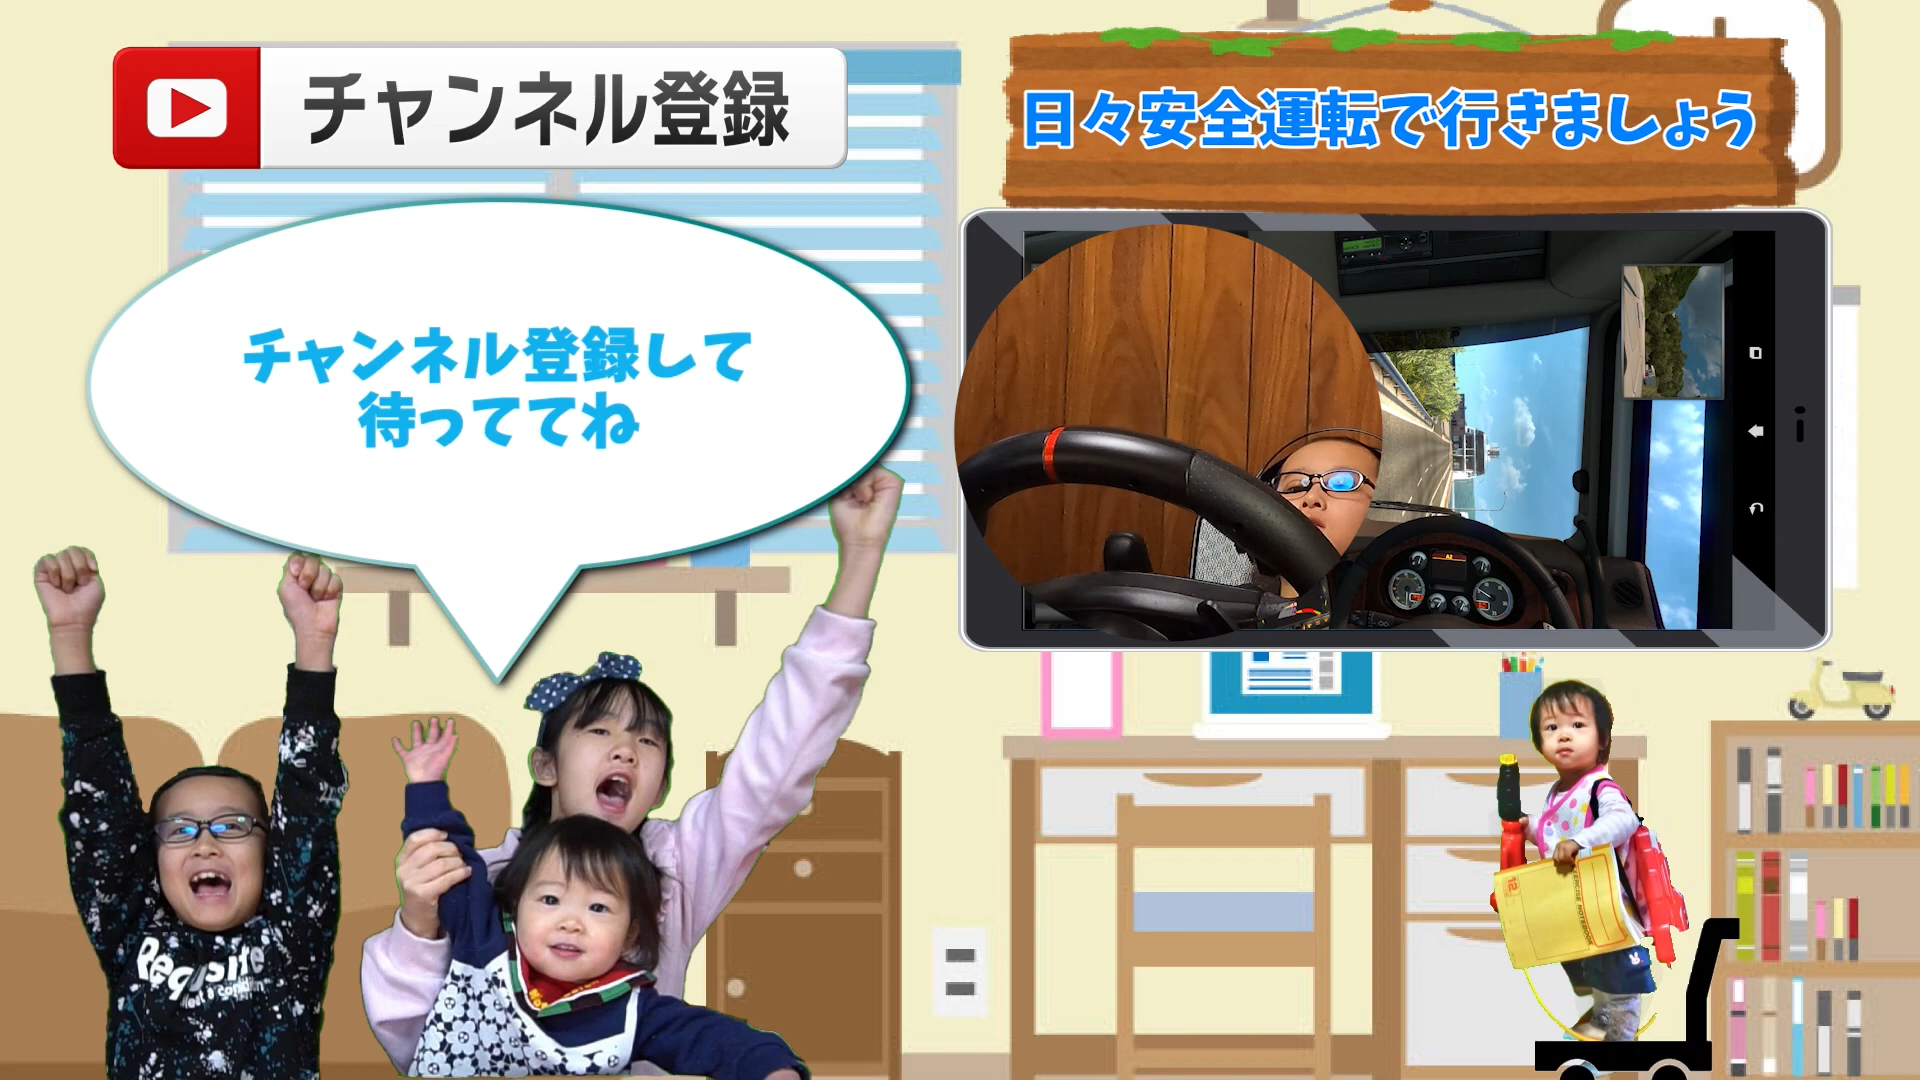 チャンネル登録
日々安全運転で行きましょう
チャンネル登録して
待っててね
Requisite